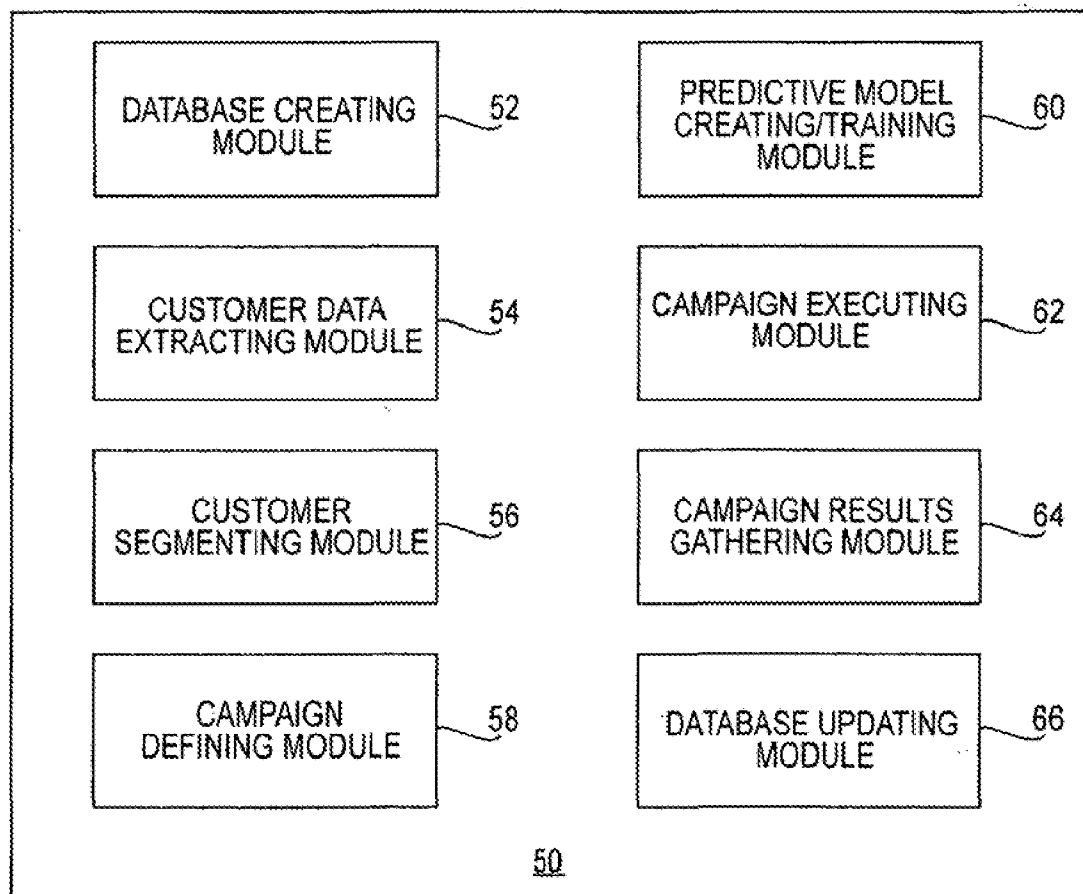 DATABASE CREATING
MODULE
52
PREDICTIVE MODEL
CREATING/TRAINING
MODULE
60
CUSTOMER DATA
EXTRACTING MODULE
54
CAMPAIGN EXECUTING
MODULE
62
CUSTOMER
SEGMENTING MODULE
56
CAMPAIGN RESULTS
GATHERING MODULE
64
CAMPAIGN
DEFINING MODULE
58
DATABASE UPDATING
MODULE
66
50